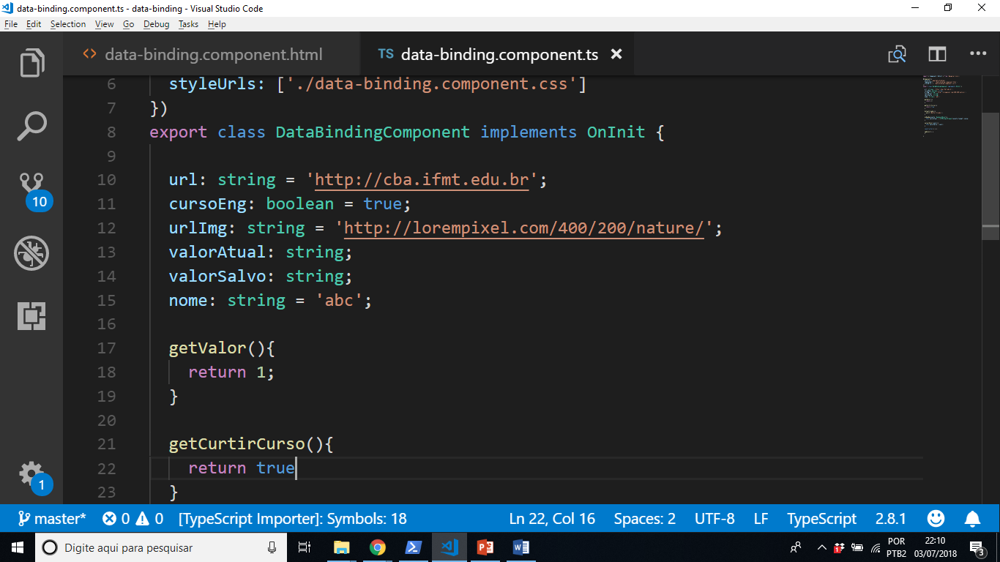 data-binding.component.ts - data-binding - Visual Studio Code
File Edit Selection View Go Debug Tasks Help
data-binding.component.html TS data-binding.component.ts
6 styleUrls: ['./data-binding.component.css']
7 })
8 export class DataBindingComponent implements OnInit {
9
10 url: string = 'http://cba.ifmt.edu.br';
11 cursoEng: boolean = true;
12 urlImg: string = 'http://lorempixel.com/400/200/nature/';
13 valorAtual: string;
14 valorSalvo: string;
15 nome: string = 'abc';
16
17 getValor(){
18 return 1;
19 }
20
21 getCurtirCurso(){
22 return true
23 }
10
1
master* 0 0 [TypeScript Importer]: Symbols: 18 Ln 22, Col 16 Spaces: 2 UTF-8 LF TypeScript 2.8.1
Digite aqui para pesquisar
POR
PTB2
22:10
03/07/2018
3